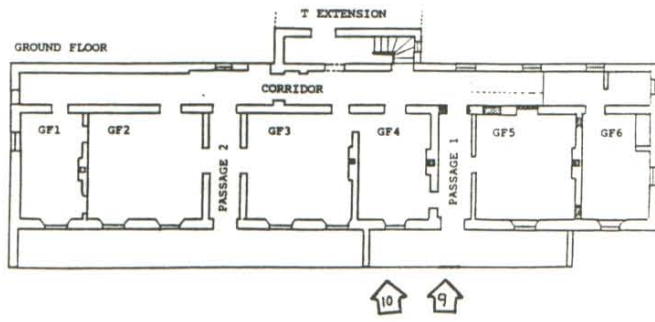 T EXTENSION
GROUND FLOOR
CORRIDOR
GF1
GF2
PASSAGE 2
GF3
GF4
PASSAGE 1
GF5
GF6
10
9